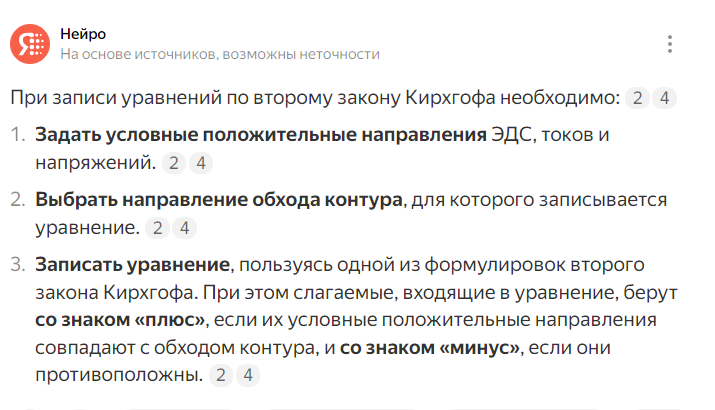 Нейро
На основе источников, возможны неточности
При записи уравнений по второму закону Кирхгофа необходимо: 2 4
1. Задать условные положительные направления ЭДС, токов и
напряжений. 2 4
2. Выбрать направление обхода контура, для которого записывается
уравнение. 2 4
3. Записать уравнение, пользуясь одной из формулировок второго
закона Кирхгофа. При этом слагаемые, входящие в уравнение, берут
со знаком «плюс», если их условные положительные направления
совпадают с обходом контура, и со знаком «минус», если они
противоположны. 2 4